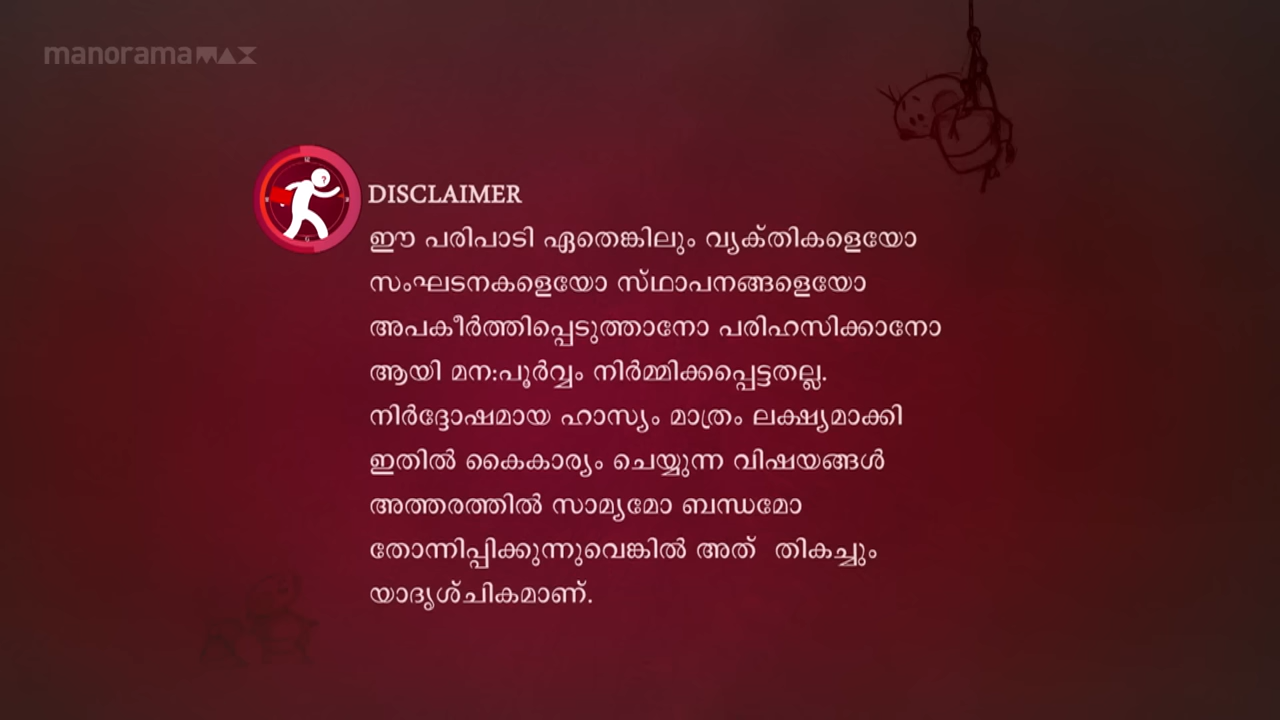 manoramaMAX
DISCLAIMER
ഈ പരിപാടി ഏതെങ്കിലും വ്യക്‌തികളെയോ
സംഘടനകളെയോ സ്‌ഥാപനങ്ങളെയോ
അപകീർത്തിപ്പെടുത്താനോ പരിഹസിക്കാനോ
ആയി മന:പൂർവ്വം നിർമ്മിക്കപ്പെട്ടതല്ല.
നിർദ്ദോഷമായ ഹാസ്യം മാത്രം ലക്ഷ്യമാക്കി
ഇതിൽ കൈകാര്യം ചെയ്യുന്ന വിഷയങ്ങൾ
അത്തരത്തിൽ സാമ്യമോ ബന്ധമോ
തോന്നിപ്പിക്കുന്നുവെങ്കിൽ അത് തികച്ചും
യാദൃശ്‌ചികമാണ്.